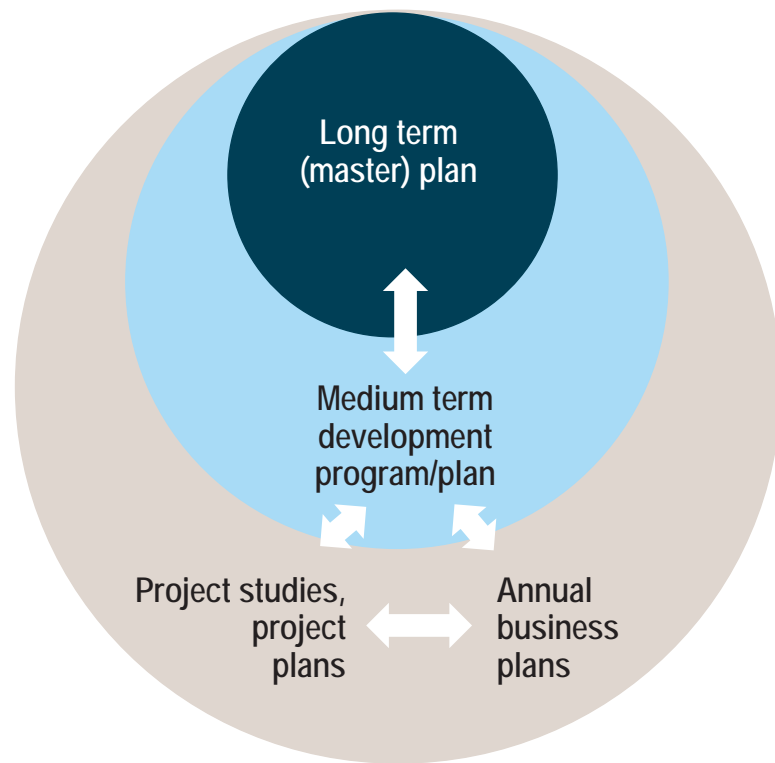 Long term
(master) plan
Medium term
development
program/plan
Project studies,
project
plans
Annual
business
plans